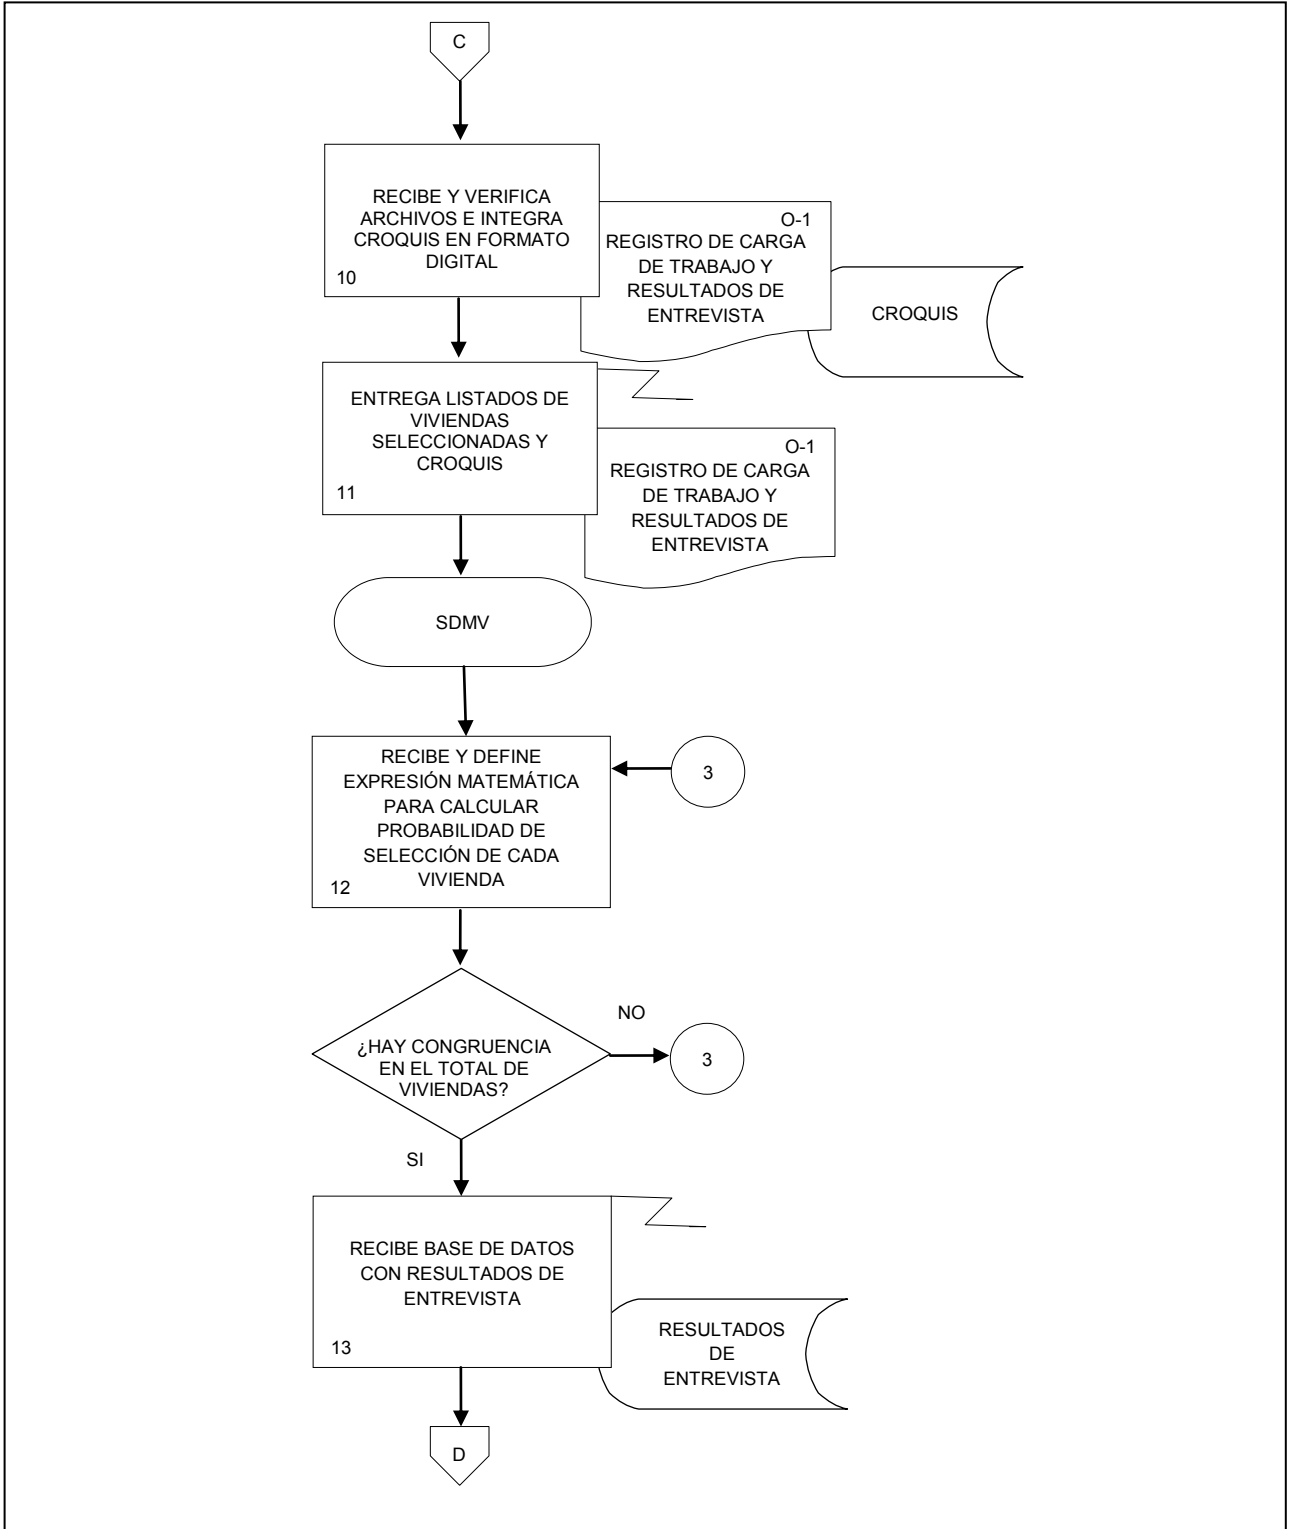 C
RECIBE Y VERIFICA
ARCHIVOS E INTEGRA
CROQUIS EN FORMATO
DIGITAL
10
O-1
REGISTRO DE CARGA
DE TRABAJO Y
RESULTADOS DE
ENTREVISTA
CROQUIS
ENTREGA LISTADOS DE
VIVIENDAS
SELECCIONADAS Y
CROQUIS
11
O-1
REGISTRO DE CARGA
DE TRABAJO Y
RESULTADOS DE
ENTREVISTA
SDMV
RECIBE Y DEFINE
EXPRESIÓN MATEMÁTICA
PARA CALCULAR
PROBABILIDAD DE
SELECCIÓN DE CADA
VIVIENDA
12
3
¿HAY CONGRUENCIA
EN EL TOTAL DE
VIVIENDAS?
NO
3
SI
RECIBE BASE DE DATOS
CON RESULTADOS DE
ENTREVISTA
13
RESULTADOS
DE
ENTREVISTA
D